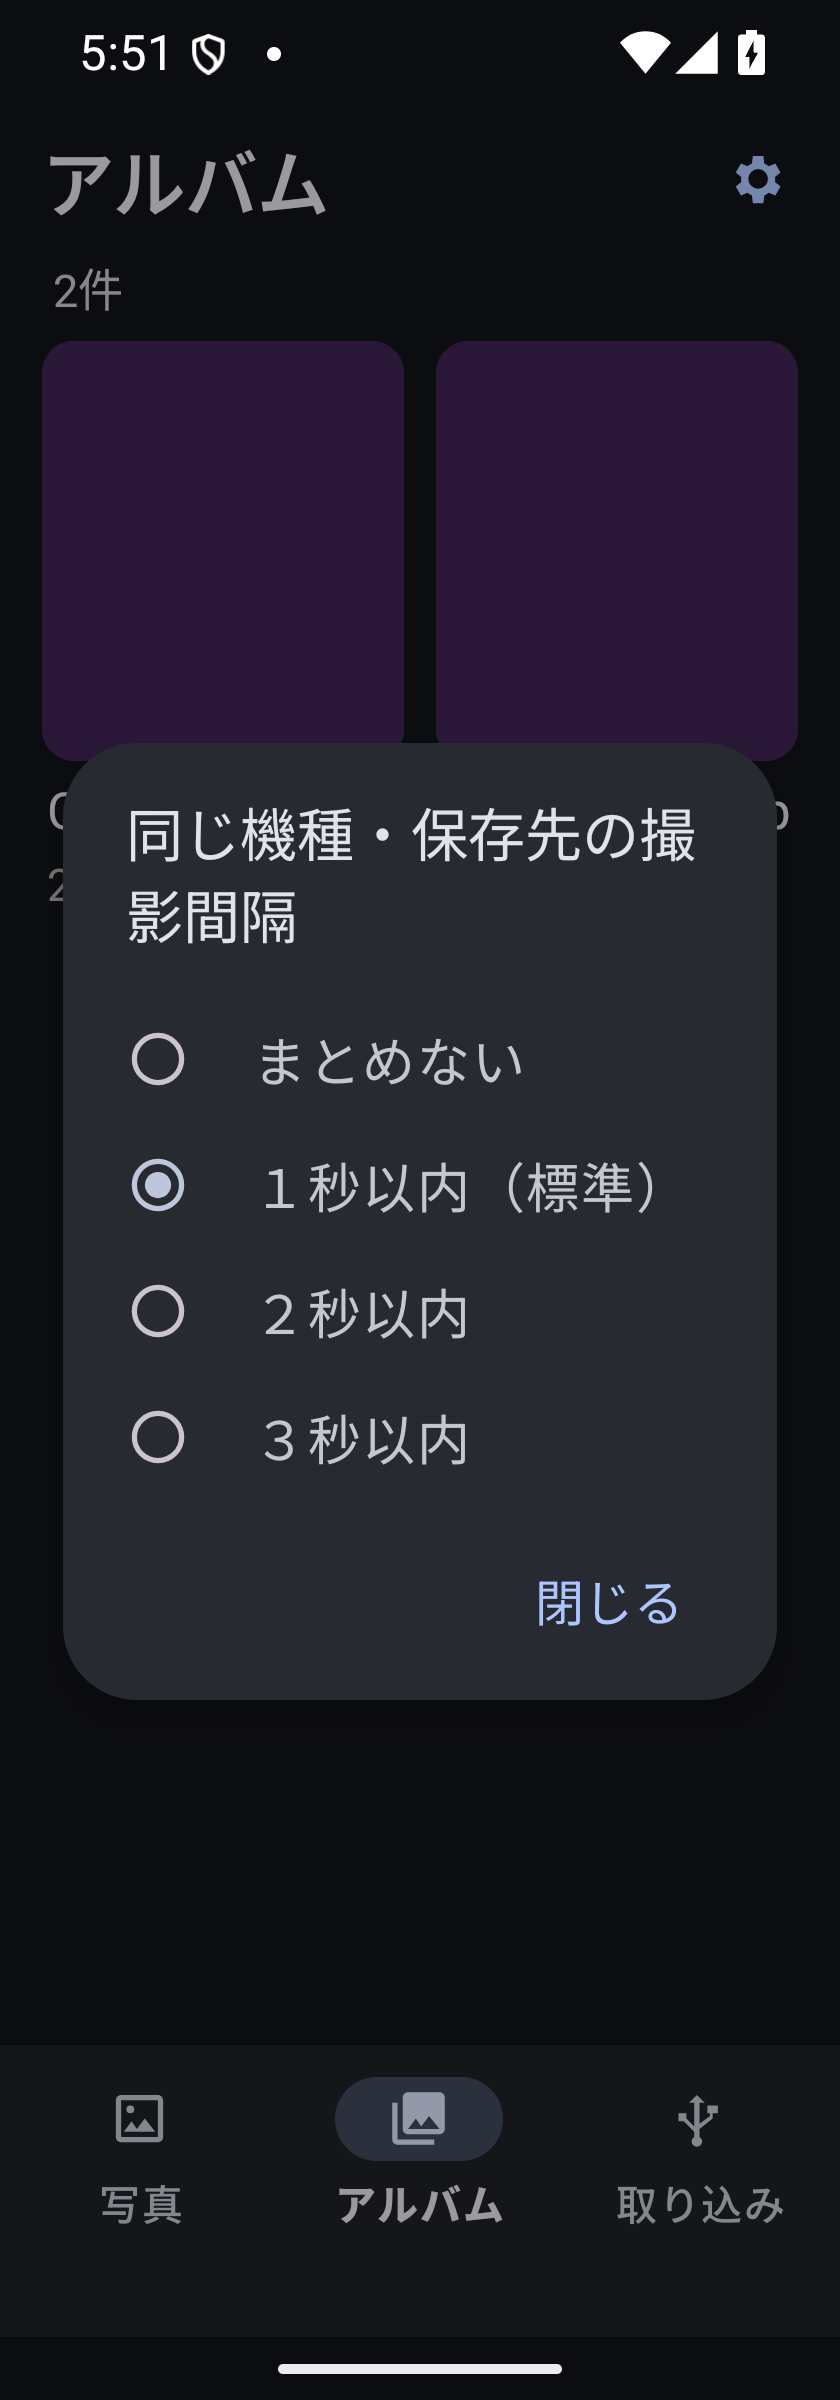 5:51
アルバム
2件
同じ機種・保存先の撮
影間隔
まとめない
１秒以内（標準）
２秒以内
３秒以内
閉じる
写真
アルバム
取り込み